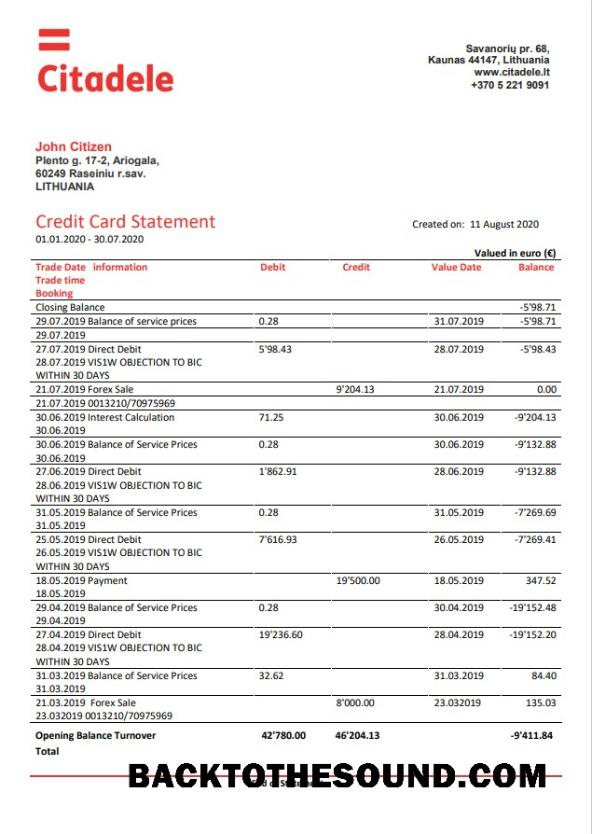 Citadele
Savanorių pr. 68,
Kaunas 44147, Lithuania
www.citadele.lt
+370 5 221 9091
John Citizen
Plento g. 17-2, Ariogala,
60249 Raseiniu r.sav.
LITHUANIA
Credit Card Statement
Created on: 11 August 2020
01.01.2020 - 30.07.2020
Valued in euro (€)
Trade Date information Debit Credit Value Date Balance
Trade time
Booking
Closing Balance -5'98.71
29.07.2019 Balance of service prices 0.28 31.07.2019 -5'98.71
29.07.2019
27.07.2019 Direct Debit 5'98.43 28.07.2019 -5'98.43
28.07.2019 VIS1W OBJECTION TO BIC
WITHIN 30 DAYS
21.07.2019 Forex Sale 9'204.13 21.07.2019 0.00
21.07.2019 0013210/70975969
30.06.2019 Interest Calculation 71.25 30.06.2019 -9'204.13
30.06.2019
30.06.2019 Balance of Service Prices 0.28 30.06.2019 -9'132.88
30.06.2019
27.06.2019 Direct Debit 1'862.91 28.06.2019 -9'132.88
28.06.2019 VIS1W OBJECTION TO BIC
WITHIN 30 DAYS
31.05.2019 Balance of Service Prices 0.28 31.05.2019 -7'269.69
31.05.2019
25.05.2019 Direct Debit 7'616.93 26.05.2019 -7'269.41
26.05.2019 VIS1W OBJECTION TO BIC
WITHIN 30 DAYS
18.05.2019 Payment 19'500.00 18.05.2019 347.52
18.05.2019
29.04.2019 Balance of Service Prices 0.28 30.04.2019 -19'152.48
29.04.2019
27.04.2019 Direct Debit 19'236.60 28.04.2019 -19'152.20
28.04.2019 VIS1W OBJECTION TO BIC
WITHIN 30 DAYS
31.03.2019 Balance of Service Prices 32.62 31.03.2019 84.40
31.03.2019
21.03.2019 Forex Sale 8'000.00 23.032019 135.03
23.032019 0013210/70975969
Opening Balance Turnover 42'780.00 46'204.13 -9'411.84
Total
BACKTOTHESOUND.COM